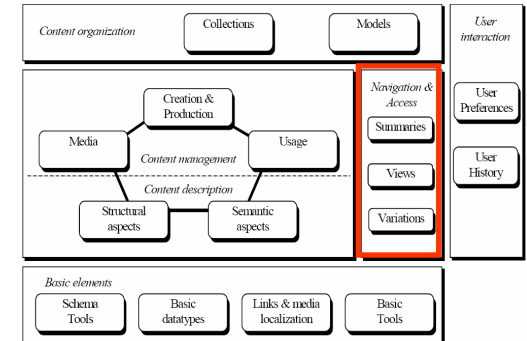 Content organization
Collections
Models
User
interaction
Navigation &
Access
Creation &
Production
User
Preferences
Summaries
Media
Usage
Content management
User
History
Views
Content description
Structural
aspects
Semantic
aspects
Variations
Basic elements
Schema
Tools
Basic
datatypes
Links & media
localization
Basic
Tools